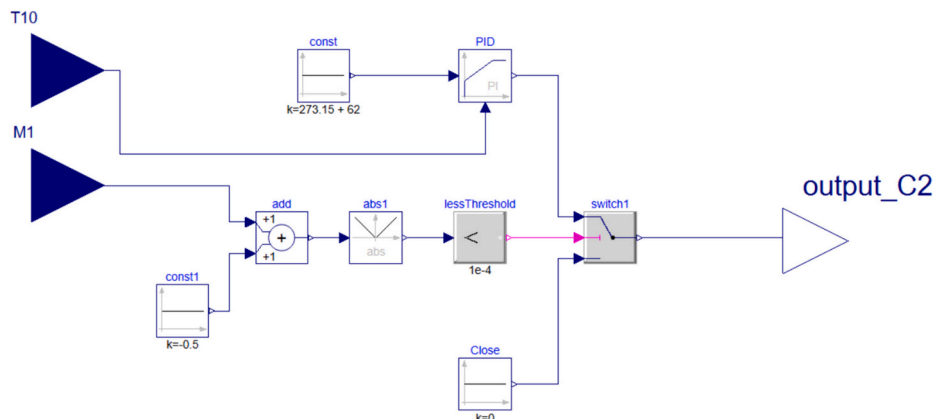 T10
const
PID
PI
k=273.15 + 62
M1
output_C2
add
abs1
lessThreshold
switch1
+1
+
+1
abs
<
1e-4
const1
k=-0.5
Close
k=0